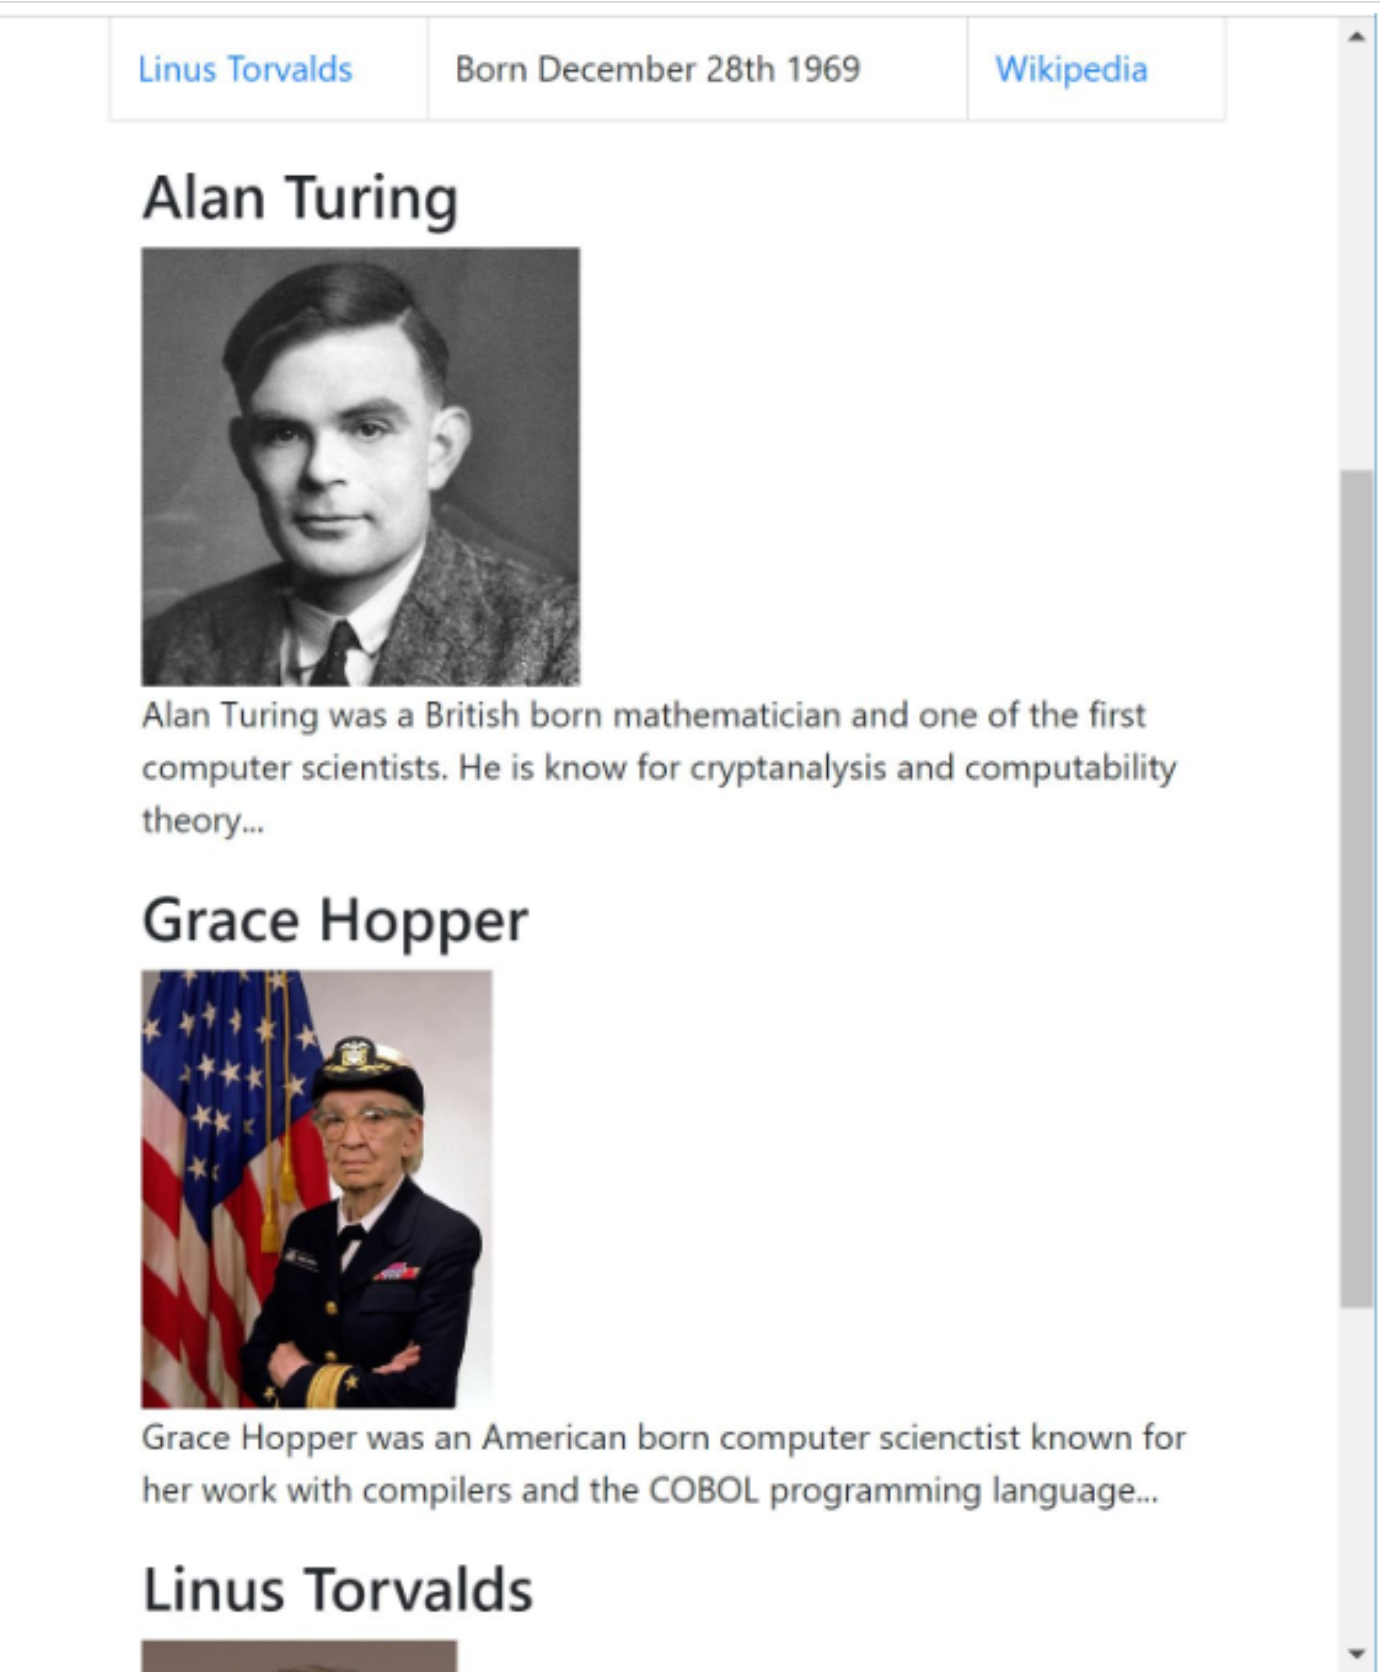 Linus Torvalds Born December 28th 1969 Wikipedia
Alan Turing
Alan Turing was a British born mathematician and one of the first
computer scientists. He is know for cryptanalysis and computability
theory...
Grace Hopper
Grace Hopper was an American born computer scienctist known for
her work with compilers and the COBOL programming language...
Linus Torvalds